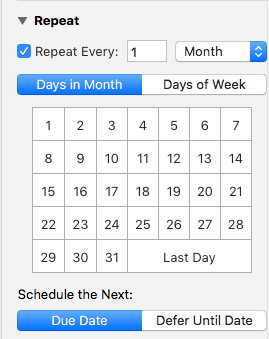 Repeat
Repeat Every: 1 Month
Days in Month Days of Week
1 2 3 4 5 6 7
8 9 10 11 12 13 14
15 16 17 18 19 20 21
22 23 24 25 26 27 28
29 30 31 Last Day
Schedule the Next:
Due Date Defer Until Date